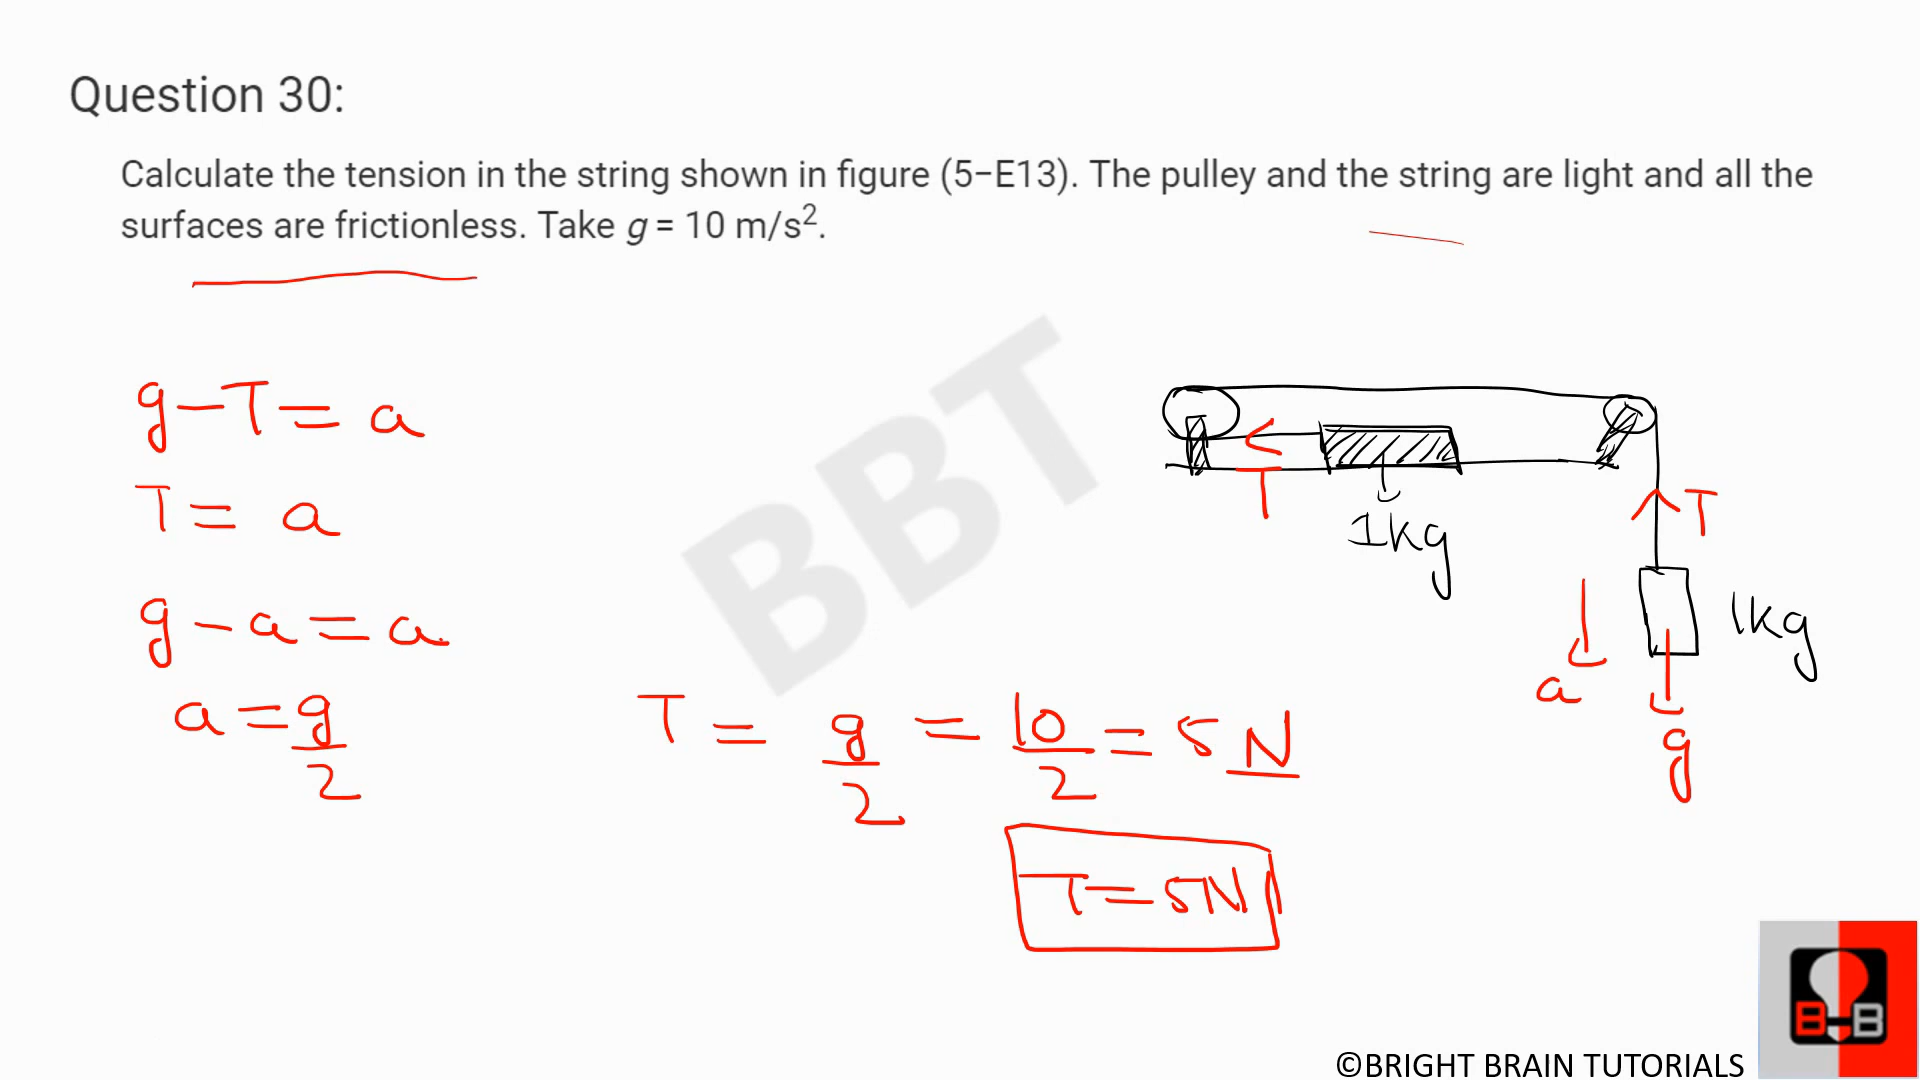 Question 30:
Calculate the tension in the string shown in figure (5−E13). The pulley and the string are light and all the
surfaces are frictionless. Take g = 10 m/s².
g − T = a
T = a
g − a = a
a = g/2
T = g/2 = 10/2 = 5 N
T = 5N
T
1kg
T
1kg
a
g
BBT
B-B
©BRIGHT BRAIN TUTORIALS